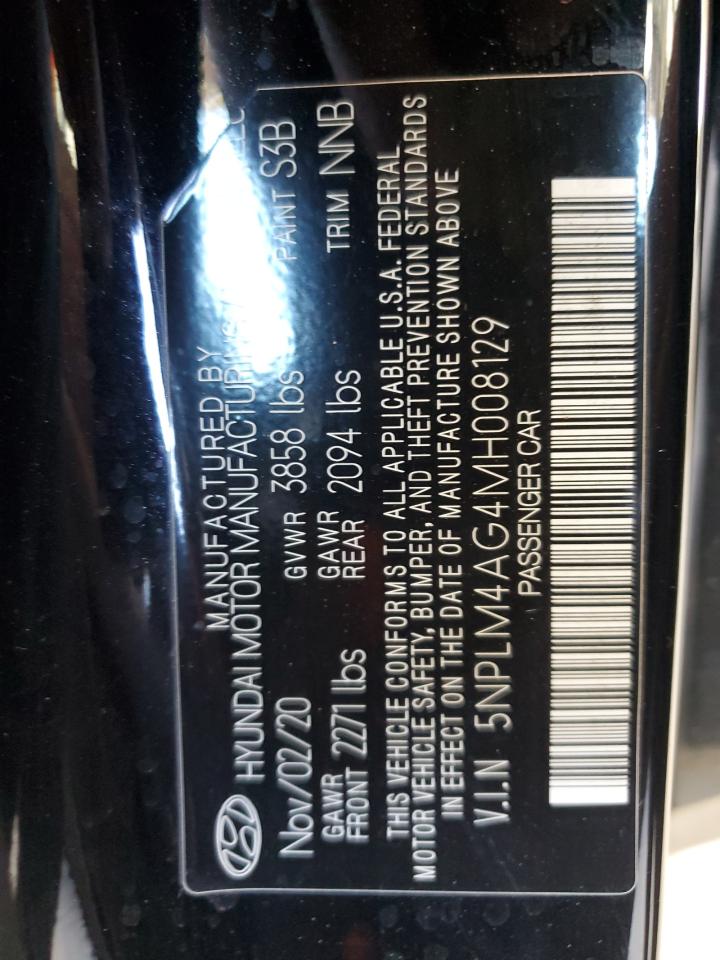 MANUFACTURED BY
HYUNDAI MOTOR MANUFACTURING
Nov/02/20 GVWR 3858 lbs PAINT S3B
GAWR FRONT 2271 lbs GAWR REAR 2094 lbs TRIM NNB
THIS VEHICLE CONFORMS TO ALL APPLICABLE U.S.A. FEDERAL
MOTOR VEHICLE SAFETY, BUMPER, AND THEFT PREVENTION STANDARDS
IN EFFECT ON THE DATE OF MANUFACTURE SHOWN ABOVE
V.I.N 5NPLM4AG4MH008129
PASSENGER CAR